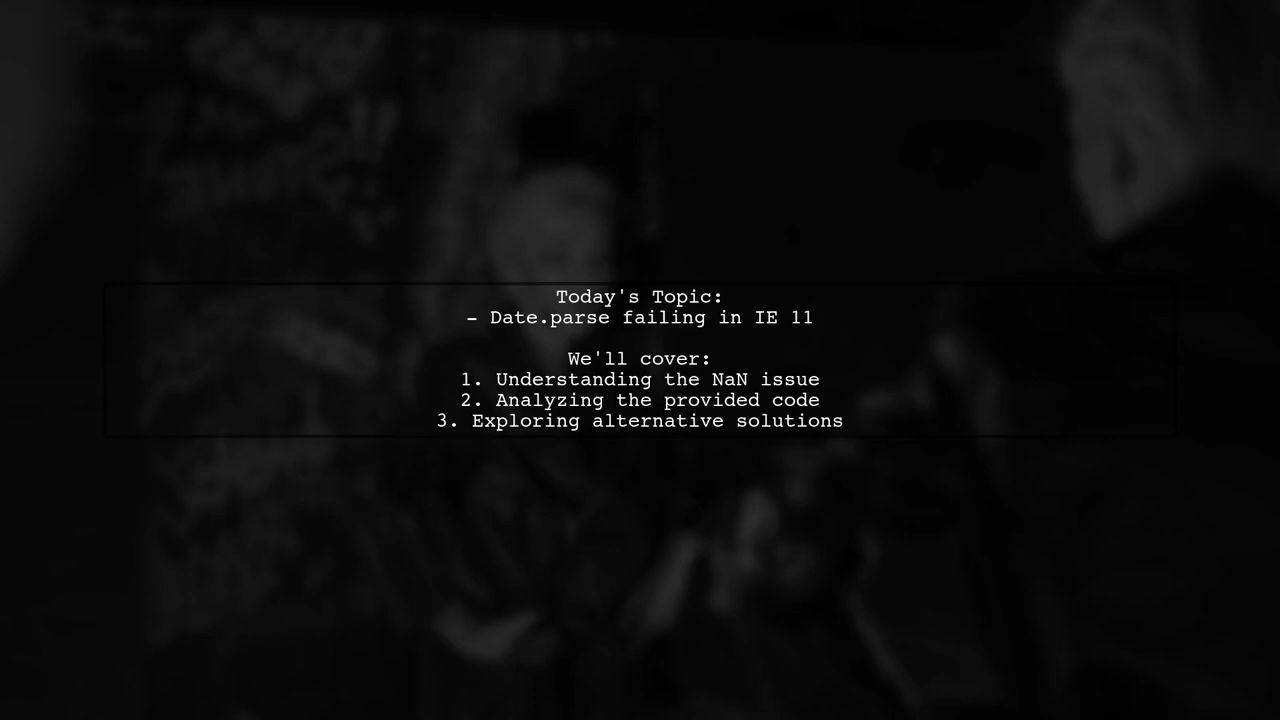 Today's Topic:
- Date.parse failing in IE 11
We'll cover:
1. Understanding the NaN issue
2. Analyzing the provided code
3. Exploring alternative solutions